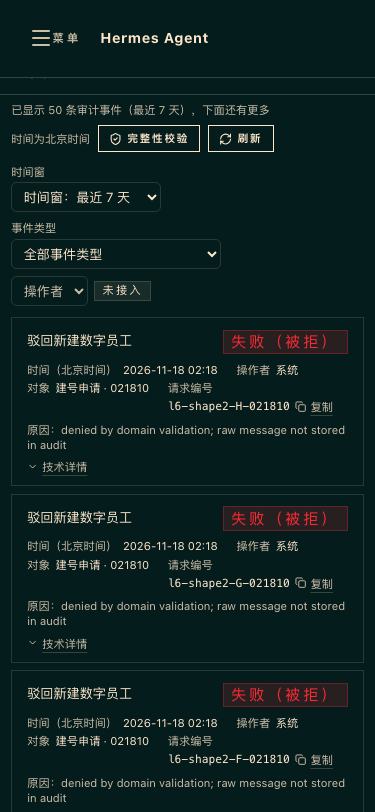 菜单 Hermes Agent
已显示 50 条审计事件（最近 7 天），下面还有更多
时间为北京时间 完整性校验 刷新
时间窗
时间窗：最近 7 天
事件类型
全部事件类型
操作者 未接入
驳回新建数字员工 失败（被拒）
时间（北京时间） 2026-11-18 02:18 操作者 系统
对象 建号申请 · 021810 请求编号
l6-shape2-H-021810 复制
原因：denied by domain validation; raw message not stored
in audit
技术详情
驳回新建数字员工 失败（被拒）
时间（北京时间） 2026-11-18 02:18 操作者 系统
对象 建号申请 · 021810 请求编号
l6-shape2-G-021810 复制
原因：denied by domain validation; raw message not stored
in audit
技术详情
驳回新建数字员工 失败（被拒）
时间（北京时间） 2026-11-18 02:18 操作者 系统
对象 建号申请 · 021810 请求编号
l6-shape2-F-021810 复制
原因：denied by domain validation; raw message not stored
in audit